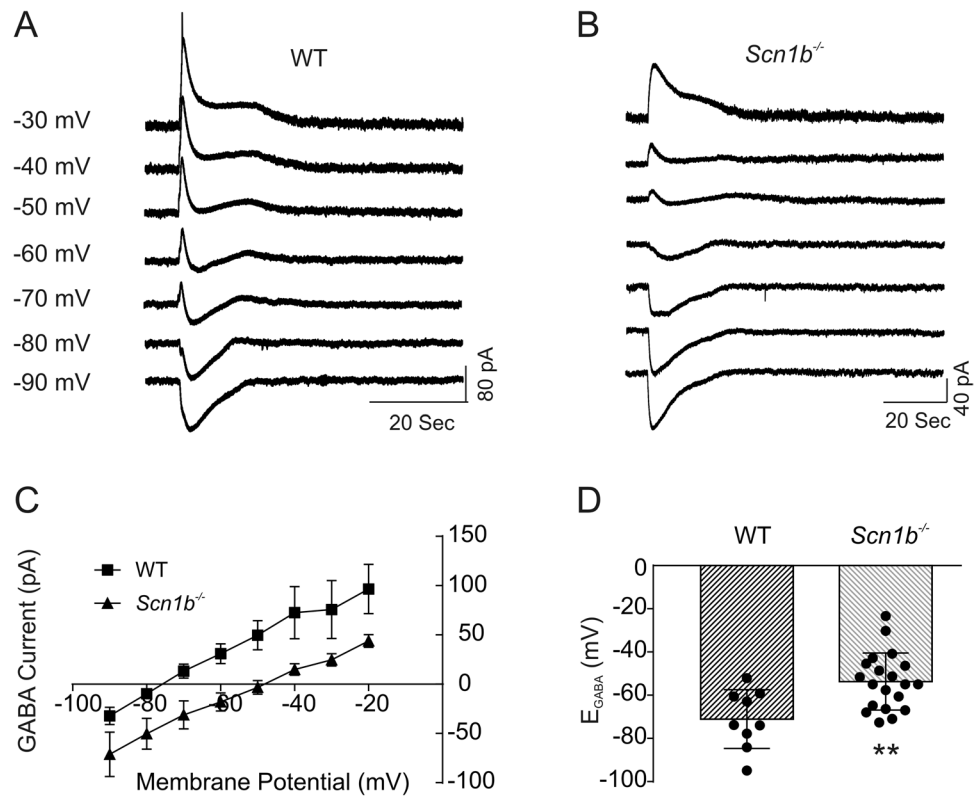 A
WT
-30 mV
-40 mV
-50 mV
-60 mV
-70 mV
-80 mV
-90 mV
80 pA
20 Sec
B
Scn1b-/-
40 pA
20 Sec
C
GABA Current (pA)
WT
Scn1b-/-
150
100
50
0
-50
-100
-100 -80 -60 -40 -20
Membrane Potential (mV)
D
WT Scn1b-/-
EGABA (mV)
0
-20
-40
-60
-80
-100
**